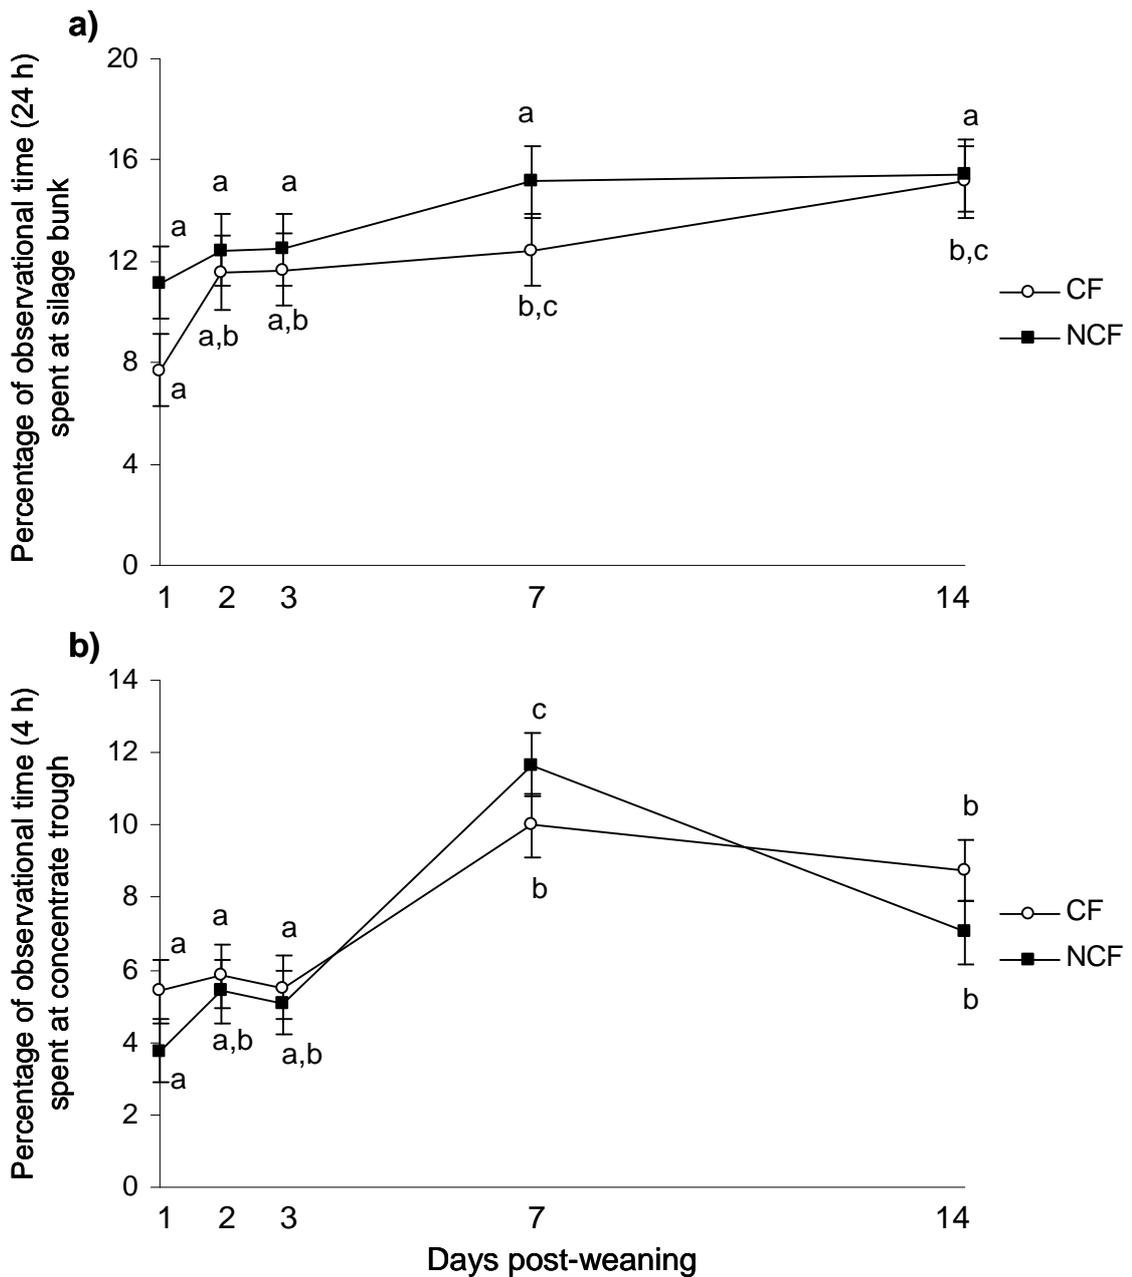 a)
Percentage of observational time (24 h)
spent at silage bunk
20
16
12
8
4
0
a
a
a
a
a
a
a,b
a,b
b,c
b,c
1 2 3 7 14
CF
NCF
b)
Percentage of observational time (4 h)
spent at concentrate trough
14
12
10
8
6
4
2
0
a
a
a
c
b
a
a,b
a,b
b
b
1 2 3 7 14
CF
NCF
Days post-weaning